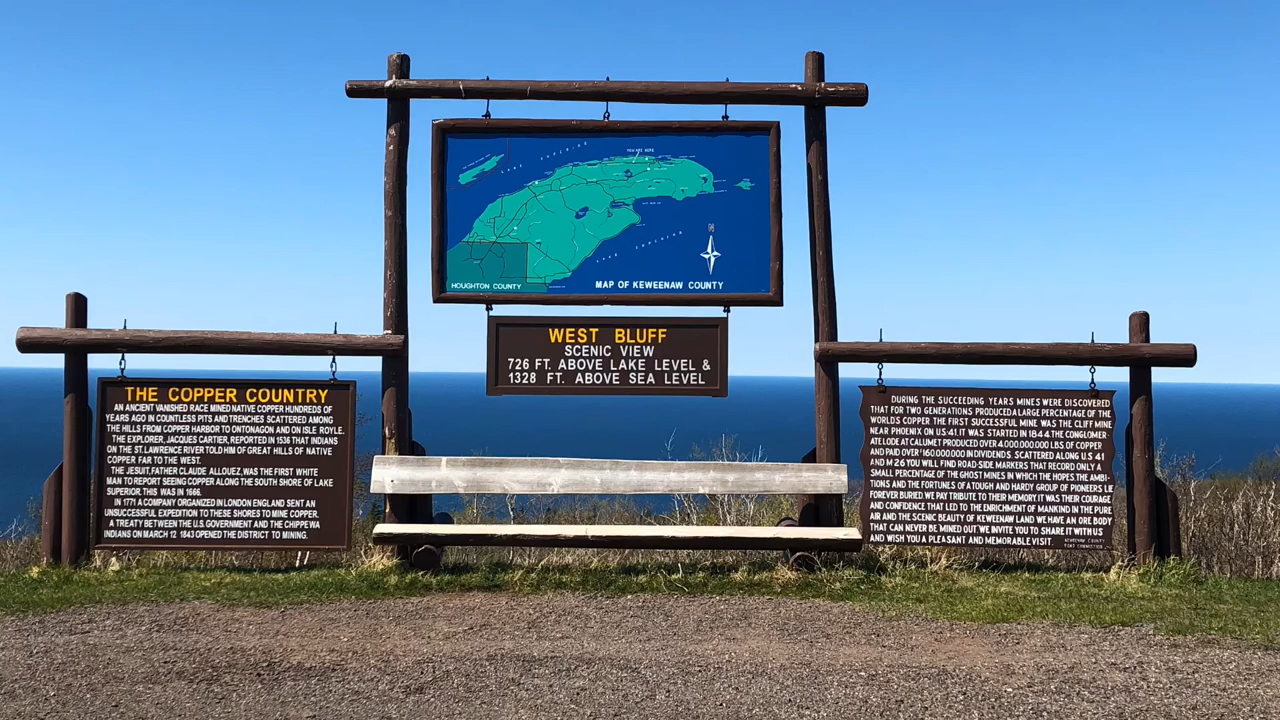 YOU ARE HERE
LAKE SUPERIOR
N
LAKE SUPERIOR
HOUGHTON COUNTY
MAP OF KEWEENAW COUNTY
WEST BLUFF
SCENIC VIEW
726 FT. ABOVE LAKE LEVEL &
1328 FT. ABOVE SEA LEVEL
THE COPPER COUNTRY
AN ANCIENT VANISHED RACE MINED NATIVE COPPER HUNDREDS OF
YEARS AGO IN COUNTLESS PITS AND TRENCHES SCATTERED AMONG
THE HILLS FROM COPPER HARBOR TO ONTONAGON AND ON ISLE ROYLE.
THE EXPLORER, JACQUES CARTIER, REPORTED IN 1536 THAT INDIANS
ON THE ST. LAWRENCE RIVER TOLD HIM OF GREAT HILLS OF NATIVE
COPPER FAR TO THE WEST.
THE JESUIT, FATHER CLAUDE ALLOUEZ, WAS THE FIRST WHITE
MAN TO REPORT SEEING COPPER ALONG THE SOUTH SHORE OF LAKE
SUPERIOR, THIS WAS IN 1666.
IN 1771 A COMPANY ORGANIZED IN LONDON ENGLAND SENT AN
UNSUCCESSFUL EXPEDITION TO THESE SHORES TO MINE COPPER.
A TREATY BETWEEN THE U.S. GOVERNMENT AND THE CHIPPEWA
INDIANS ON MARCH 12 1843 OPENED THE DISTRICT TO MINING.
DURING THE SUCCEEDING YEARS MINES WERE DISCOVERED
THAT FOR TWO GENERATIONS PRODUCED A LARGE PERCENTAGE OF THE
WORLDS COPPER THE FIRST SUCCESSFUL MINE WAS THE CLIFF MINE
NEAR PHOENIX ON US-41 IT WAS STARTED IN 1844 THE CONGLOMER-
ATE LODE AT CALUMET PRODUCED OVER 4,000,000,000 LBS OF COPPER
AND PAID OVER $160,000,000 IN DIVIDENDS. SCATTERED ALONG U.S 41
AND M 26 YOU WILL FIND ROAD-SIDE MARKERS THAT RECORD ONLY A
SMALL PERCENTAGE OF THE GHOST MINES IN WHICH THE HOPES, THE AMBI-
TIONS AND THE FORTUNES OF A TOUGH AND HARDY GROUP OF PIONEERS LIE
FOREVER BURIED WE PAY TRIBUTE TO THEIR MEMORY IT WAS THEIR COURAGE
AND CONFIDENCE THAT LED TO THE ENRICHMENT OF MANKIND IN THE PURE
AIR AND THE SCENIC BEAUTY OF KEWEENAW LAND WE HAVE AN ORE BODY
THAT CAN NEVER BE MINED OUT. WE INVITE YOU TO SHARE IT WITH US
AND WISH YOU A PLEASANT AND MEMORABLE VISIT.
KEWEENAW COUNTY
ROAD COMMISSION